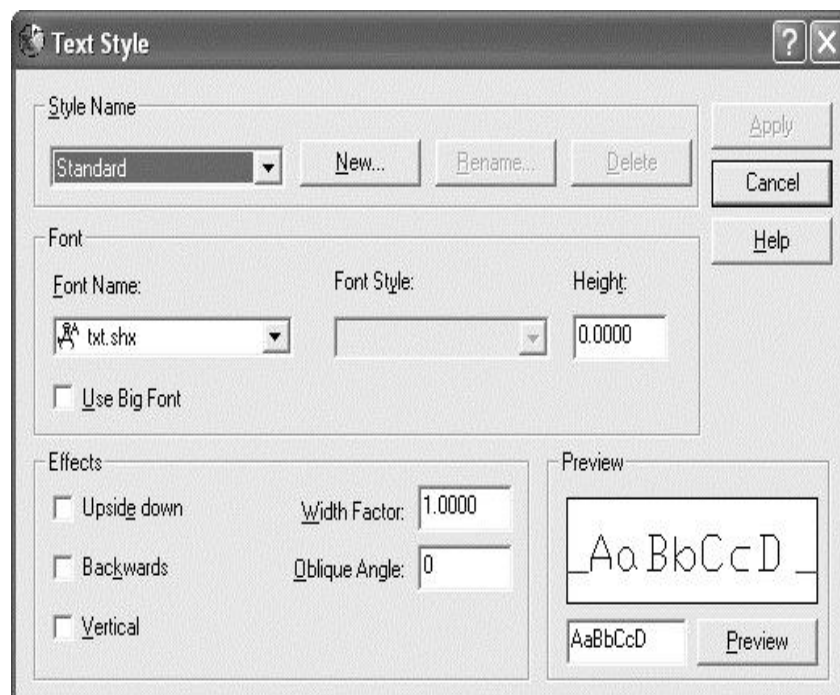 Text Style
Style Name
Standard
New...
Rename...
Delete
Apply
Cancel
Help
Font
Font Name:
Font Style:
Height:
txt.shx
0.0000
Use Big Font
Effects
Upside down
Width Factor:
1.0000
Backwards
Oblique Angle:
0
Vertical
Preview
AaBbCcD
AaBbCcD
Preview